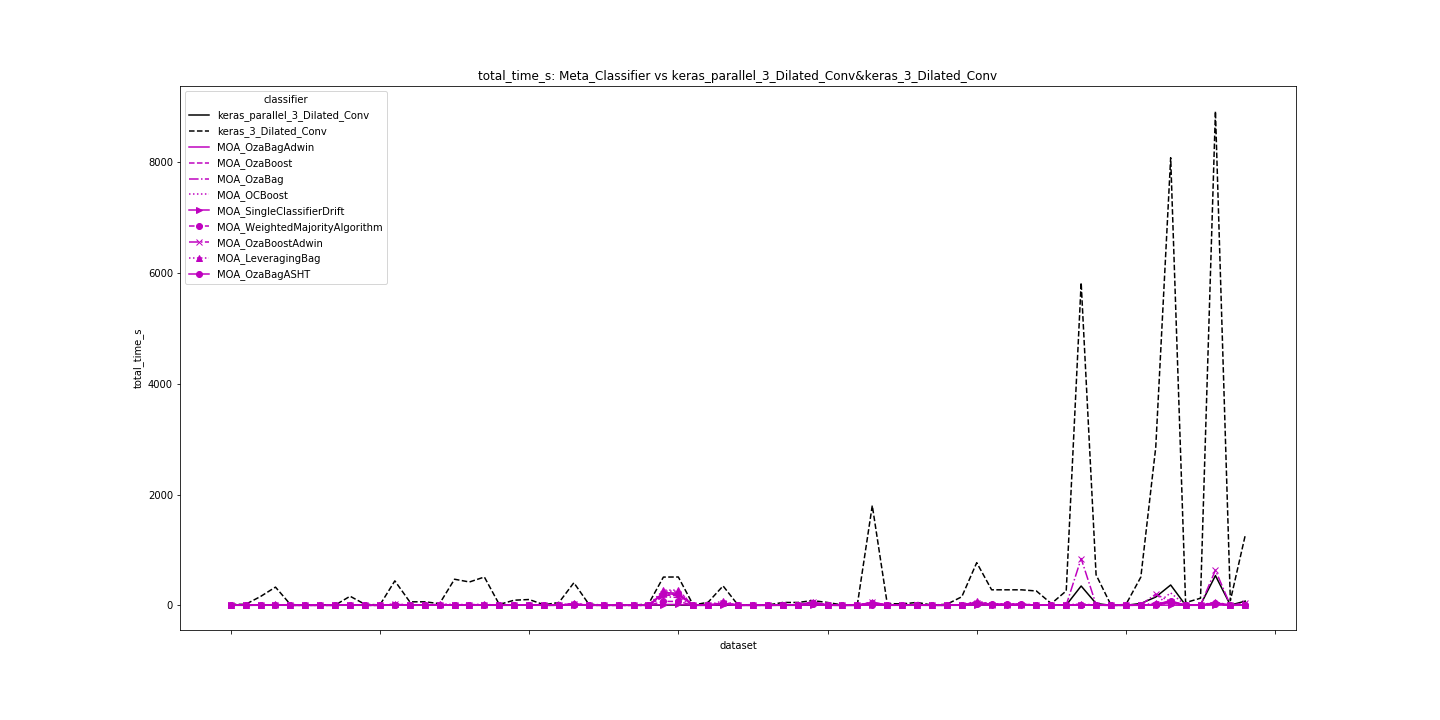 total_time_s: Meta_Classifier vs keras_parallel_3_Dilated_Conv&keras_3_Dilated_Conv
classifier
keras_parallel_3_Dilated_Conv
keras_3_Dilated_Conv
MOA_OzaBagAdwin
MOA_OzaBoost
MOA_OzaBag
MOA_OCBoost
MOA_SingleClassifierDrift
MOA_WeightedMajorityAlgorithm
MOA_OzaBoostAdwin
MOA_LeveragingBag
MOA_OzaBagASHT
8000
6000
4000
2000
0
total_time_s
dataset